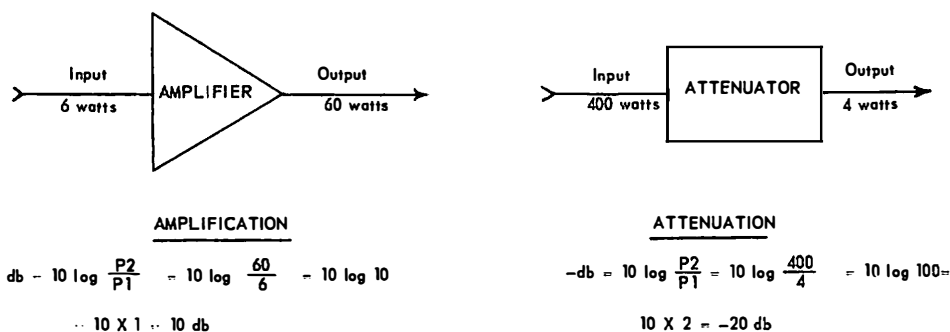 Input
6 watts
AMPLIFIER
Output
60 watts
Input
400 watts
ATTENUATOR
Output
4 watts
AMPLIFICATION
db - 10 log P2/P1 = 10 log 60/6 = 10 log 10
- 10 X 1 - 10 db
ATTENUATION
-db = 10 log P2/P1 = 10 log 400/4 = 10 log 100=
10 X 2 = -20 db